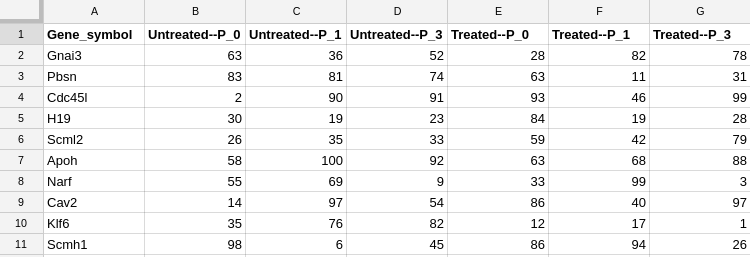 A B C D E F G
1 Gene_symbol Untreated--P_0 Untreated--P_1 Untreated--P_3 Treated--P_0 Treated--P_1 Treated--P_3
2 Gnai3 63 36 52 28 82 78
3 Pbsn 83 81 74 63 11 31
4 Cdc45l 2 90 91 93 46 99
5 H19 30 19 23 84 19 28
6 Scml2 26 35 33 59 42 79
7 Apoh 58 100 92 63 68 88
8 Narf 55 69 9 33 99 3
9 Cav2 14 97 54 86 40 97
10 Klf6 35 76 82 12 17 1
11 Scmh1 98 6 45 86 94 26